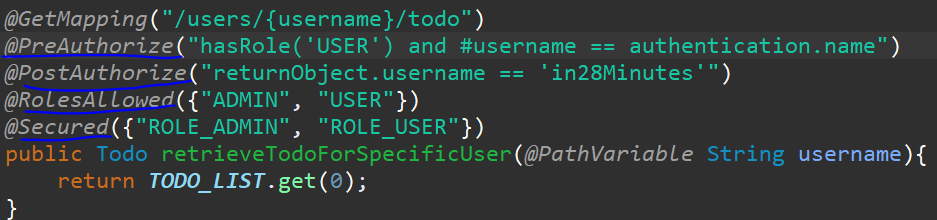 @GetMapping("/users/{username}/todo")
@PreAuthorize("hasRole('USER') and #username == authentication.name")
@PostAuthorize("returnObject.username == 'in28Minutes'")
@RolesAllowed({"ADMIN", "USER"})
@Secured({"ROLE_ADMIN", "ROLE_USER"})
public Todo retrieveTodoForSpecificUser(@PathVariable String username){
    return TODO_LIST.get(0);
}